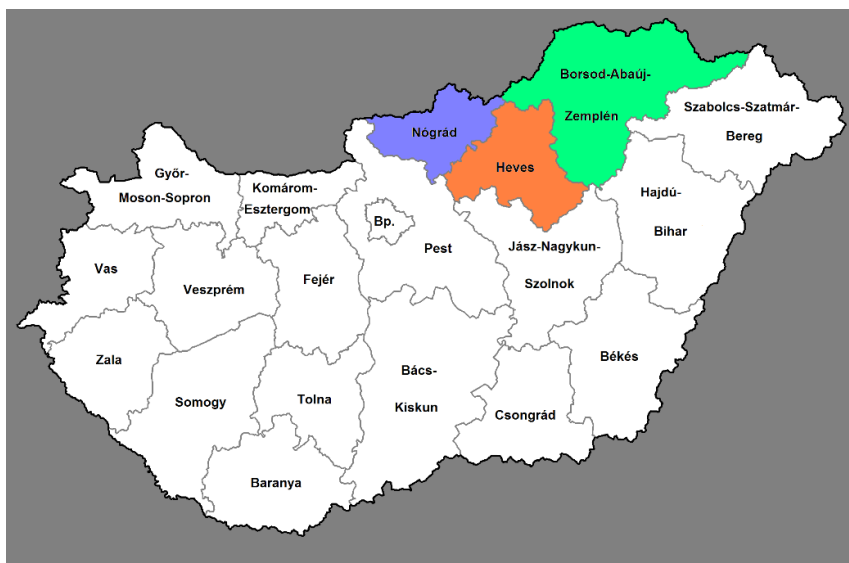 Borsod-Abaúj-
Zemplén
Szabolcs-Szatmár-
Bereg
Nógrád
Heves
Győr-
Moson-Sopron
Komárom-
Esztergom
Hajdú-
Bihar
Bp.
Pest
Jász-Nagykun-
Szolnok
Vas
Veszprém
Fejér
Zala
Somogy
Tolna
Bács-
Kiskun
Békés
Csongrád
Baranya